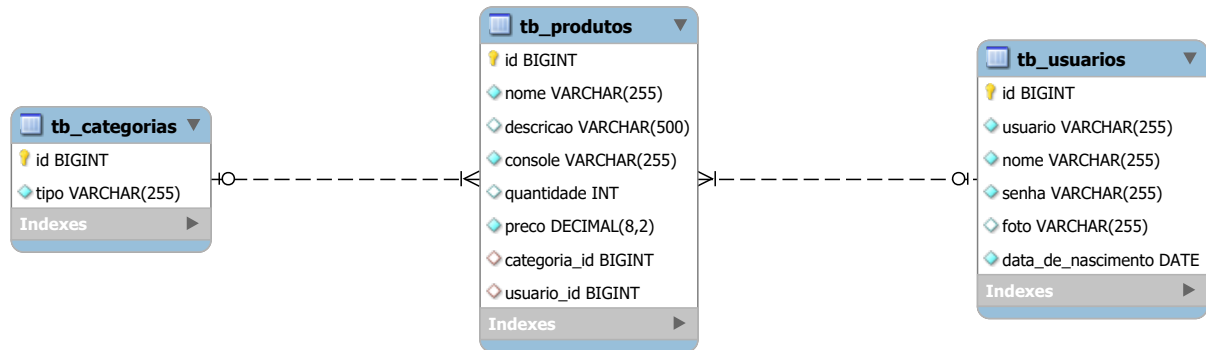 tb_categorias
id BIGINT
tipo VARCHAR(255)
Indexes
tb_produtos
id BIGINT
nome VARCHAR(255)
descricao VARCHAR(500)
console VARCHAR(255)
quantidade INT
preco DECIMAL(8,2)
categoria_id BIGINT
usuario_id BIGINT
Indexes
tb_usuarios
id BIGINT
usuario VARCHAR(255)
nome VARCHAR(255)
senha VARCHAR(255)
foto VARCHAR(255)
data_de_nascimento DATE
Indexes